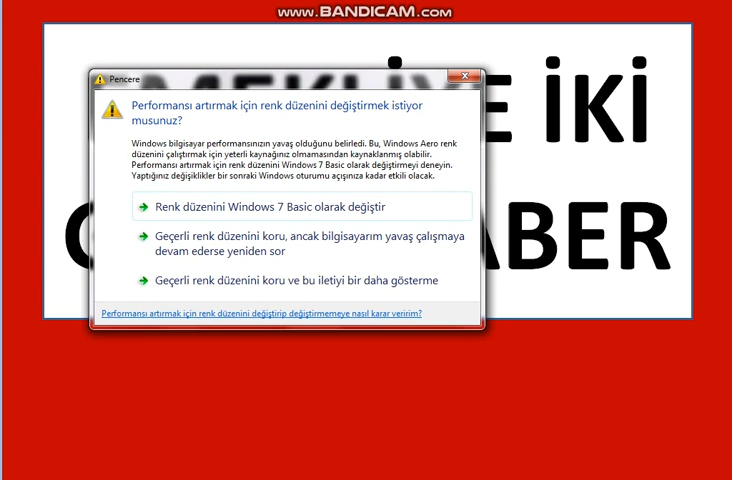 www.BANDICAM.com
Pencere
Performansı artırmak için renk düzenini değiştirmek istiyor
musunuz?
Windows bilgisayar performansınızın yavaş olduğunu belirledi. Bu, Windows Aero renk
düzenini çalıştırmak için yeterli kaynağınız olmamasından kaynaklanmış olabilir.
Performansı artırmak için renk düzenini Windows 7 Basic olarak değiştirmeyi deneyin.
Yaptığınız değişiklikler bir sonraki Windows oturumu açışınıza kadar etkili olacak.
Renk düzenini Windows 7 Basic olarak değiştir
Geçerli renk düzenini koru, ancak bilgisayarım yavaş çalışmaya
devam ederse yeniden sor
Geçerli renk düzenini koru ve bu iletiyi bir daha gösterme
Performansı artırmak için renk düzenini değiştirip değiştirmemeye nasıl karar veririm?
İKİ